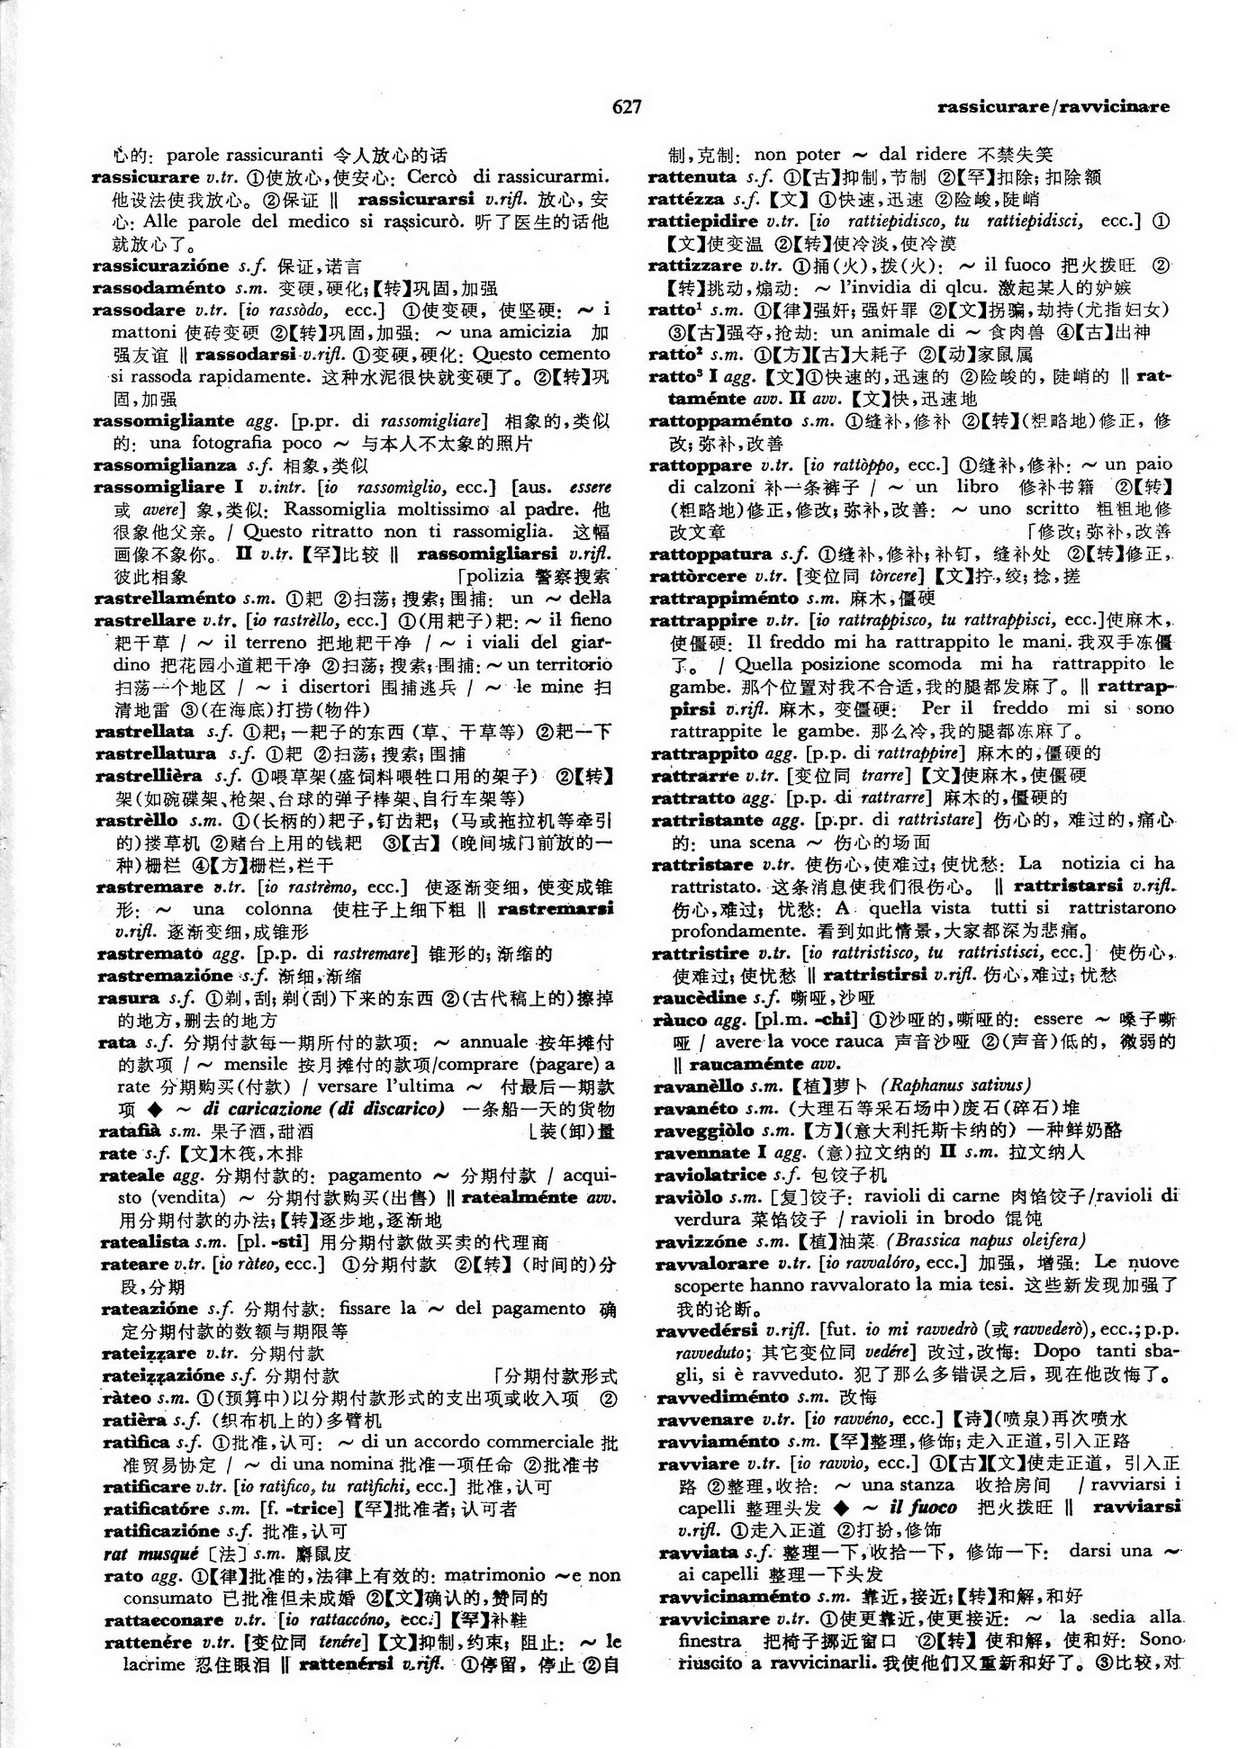 627
rassicurare/ravvicinare
心的: parole rassicuranti 令人放心的话
rassicurare v.tr. ①使放心,使安心: Cercò di rassicurarmi.
他设法使我放心。 ②保证 ‖ rassicurarsi v.rifl. 放心, 安
心: Alle parole del medico si rassicurò. 听了医生的话他
就放心了。
rassicurazióne s.f. 保证,诺言
rassodaménto s.m. 变硬,硬化;【转】巩固,加强
rassodare v.tr. [io rassòdo, ecc.] ①使变硬, 使坚硬: ~ i
mattoni 使砖变硬 ②【转】巩固,加强: ~ una amicizia 加
强友谊 ‖ rassodarsi v.rifl. ①变硬,硬化: Questo cemento
si rassoda rapidamente. 这种水泥很快就变硬了。②【转】巩
固,加强
rassomigliante agg. [p.pr. di rassomigliare] 相象的,类似
的: una fotografia poco ~ 与本人不太象的照片
rassomiglianza s.f. 相象,类似
rassomigliare I v.intr. [io rassomìglio, ecc.] [aus. essere
或 avere] 象,类似: Rassomiglia moltissimo al padre. 他
很象他父亲。/ Questo ritratto non ti rassomiglia. 这幅
画像不象你。 II v.tr.【罕】比较 ‖ rassomigliarsi v.rifl.
彼此相象 「polizia 警察搜索
rastrellaménto s.m. ①耙 ②扫荡; 搜索; 围捕: un ~ della
rastrellare v.tr. [io rastrèllo, ecc.] ①(用耙子)耙: ~ il fieno
耙干草 / ~ il terreno 把地耙干净 / ~ i viali del giar-
dino 把花园小道耙干净 ②扫荡; 搜索; 围捕: ~ un territorio
扫荡一个地区 / ~ i disertori 围捕逃兵 / ~ le mine 扫
清地雷 ③(在海底)打捞(物件)
rastrellata s.f. ①耙; 一耙子的东西 (草、干草等) ②耙一下
rastrellatura s.f. ①耙 ②扫荡; 搜索; 围捕
rastrellièra s.f. ①喂草架(盛饲料喂牲口用的架子) ②【转】
架(如碗碟架、枪架、台球的弹子棒架、自行车架等)
rastrèllo s.m. ①(长柄的)耙子,钉齿耙; (马或拖拉机等牵引
的)搂草机 ②赌台上用的钱耙 ③【古】(晚间城门前放的一
种)栅栏 ④【方】栅栏,栏干
rastremare v.tr. [io rastrèmo, ecc.] 使逐渐变细, 使变成锥
形: ~ una colonna 使柱子上细下粗 ‖ rastremarsi
v.rifl. 逐渐变细,成锥形
rastremato agg. [p.p. di rastremare] 锥形的; 渐缩的
rastremazióne s.f. 渐细,渐缩
rasura s.f. ①剃,刮; 剃(刮)下来的东西 ②(古代稿上的)擦掉
的地方,删去的地方
rata s.f. 分期付款每一期所付的款项: ~ annuale 按年摊付
的款项 / ~ mensile 按月摊付的款项/comprare (pagare) a
rate 分期购买(付款) / versare l'ultima ~ 付最后一期款
项 ◆ ~ di caricazione (di discarico) 一条船一天的货物
ratafià s.m. 果子酒,甜酒 ⌊装(卸)量
rate s.f. 【文】木筏,木排
rateale agg. 分期付款的: pagamento ~ 分期付款 / acqui-
sto (vendita) ~ 分期付款购买(出售) ‖ ratealménte avv.
用分期付款的办法;【转】逐步地,逐渐地
ratealista s.m. [pl. -sti] 用分期付款做买卖的代理商
rateare v.tr. [io ràteo, ecc.] ①分期付款 ②【转】(时间的)分
段,分期
rateazióne s.f. 分期付款: fissare la ~ del pagamento 确
定分期付款的数额与期限等
rateizzare v.tr. 分期付款
rateizzazióne s.f. 分期付款 「分期付款形式
ràteo s.m. ①(预算中)以分期付款形式的支出项或收入项 ②
ratièra s.f. (织布机上的)多臂机
ratìfica s.f. ①批准,认可: ~ di un accordo commerciale 批
准贸易协定 / ~ di una nomina 批准一项任命 ②批准书
ratificare v.tr. [io ratìfico, tu ratìfichi, ecc.] 批准,认可
ratificatóre s.m. [f. -trice]【罕】批准者; 认可者
ratificazióne s.f. 批准,认可
rat musqué [法] s.m. 麝鼠皮
rato agg. ①【律】批准的,法律上有效的: matrimonio ~ e non
consumato 已批准但未成婚 ②【文】确认的,赞同的
rattaeconare v.tr. [io rattaccóno, ecc.]【罕】补鞋
rattenére v.tr. [变位同 tenére]【文】抑制,约束; 阻止: ~ le
lacrime 忍住眼泪 ‖ rattenérsi v.rifl. ①停留, 停止 ②自
制,克制: non poter ~ dal ridere 不禁失笑
rattenuta s.f. ①【古】抑制,节制 ②【罕】扣除; 扣除额
rattézza s.f. 【文】①快速,迅速 ②险峻,陡峭
rattiepidire v.tr. [io rattiepidisco, tu rattiepidisci, ecc.] ①
【文】使变温 ②【转】使冷淡,使冷漠
rattizzare v.tr. ①捅(火),拨(火): ~ il fuoco 把火拨旺 ②
【转】挑动,煽动: ~ l'invidia di qlcu. 激起某人的妒嫉
ratto¹ s.m. ①【律】强奸; 强奸罪 ②【文】拐骗,劫持(尤指妇女)
③【古】强夺,抢劫: un animale di ~ 食肉兽 ④【古】出神
ratto² s.m. ①【方】【古】大耗子 ②【动】家鼠属
ratto³ I agg. 【文】①快速的,迅速的 ②险峻的, 陡峭的 ‖ rat-
taménte avv. II avv. 【文】快,迅速地
rattoppaménto s.m. ①缝补,修补 ②【转】(粗略地)修正, 修
改; 弥补,改善
rattoppare v.tr. [io rattòppo, ecc.] ①缝补,修补: ~ un paio
di calzoni 补一条裤子 / ~ un libro 修补书籍 ②【转】
(粗略地)修正,修改; 弥补,改善: ~ uno scritto 粗粗地修
改文章 「修改; 弥补,改善
rattoppatura s.f. ①缝补,修补; 补钉, 缝补处 ②【转】修正,
rattòrcere v.tr. [变位同 tòrcere]【文】拧,绞; 捻,搓
rattrappiménto s.m. 麻木,僵硬
rattrappire v.tr. [io rattrappisco, tu rattrappisci, ecc.]使麻木,
使僵硬: Il freddo mi ha rattrappito le mani. 我双手冻僵
了。 / Quella posizione scomoda mi ha rattrappito le
gambe. 那个位置对我不合适,我的腿都发麻了。‖ rattrap-
pirsi v.rifl. 麻木, 变僵硬: Per il freddo mi si sono
rattrappite le gambe. 那么冷,我的腿都冻麻了。
rattrappito agg. [p.p. di rattrappire] 麻木的,僵硬的
rattrarre v.tr. [变位同 trarre]【文】使麻木,使僵硬
rattratto agg. [p.p. di rattrarre] 麻木的,僵硬的
rattristante agg. [p.pr. di rattristare] 伤心的, 难过的,痛心
的: una scena ~ 伤心的场面
rattristare v.tr. 使伤心,使难过; 使忧愁: La notizia ci ha
rattristato. 这条消息使我们很伤心。 ‖ rattristarsi v.rifl.
伤心,难过; 忧愁: A quella vista tutti si rattristarono
profondamente. 看到如此情景,大家都深为悲痛。
rattristire v.tr. [io rattristisco, tu rattristisci, ecc.] 使伤心,
使难过; 使忧愁 ‖ rattristirsi v.rifl. 伤心,难过; 忧愁
raucèdine s.f. 嘶哑,沙哑
ràuco agg. [pl.m. -chi] ①沙哑的,嘶哑的: essere ~ 嗓子嘶
哑 / avere la voce rauca 声音沙哑 ②(声音)低的, 微弱的
‖ raucaménte avv.
ravanèllo s.m. 【植】萝卜 (Raphanus sativus)
ravanéto s.m. (大理石等采石场中)废石(碎石)堆
raveggiòlo s.m. 【方】(意大利托斯卡纳的) 一种鲜奶酪
ravennate I agg. (意)拉文纳的 II s.m. 拉文纳人
raviolatrice s.f. 包饺子机
raviòlo s.m. [复]饺子: ravioli di carne 肉馅饺子/ravioli di
verdura 菜馅饺子 / ravioli in brodo 馄饨
ravizzóne s.m. 【植】油菜 (Brassica napus oleifera)
ravvalorare v.tr. [io ravvalóro, ecc.] 加强, 增强: Le nuove
scoperte hanno ravvalorato la mia tesi. 这些新发现加强了
我的论断。
ravvedérsi v.rifl. [fut. io mi ravvedrò (或 ravvederò), ecc.; p.p.
ravveduto; 其它变位同 vedére] 改过,改悔: Dopo tanti sba-
gli, si è ravveduto. 犯了那么多错误之后, 现在他改悔了。
ravvediménto s.m. 改悔
ravvenare v.tr. [io ravvéno, ecc.]【诗】(喷泉)再次喷水
ravviaménto s.m. 【罕】整理,修饰; 走入正道,引入正路
ravviare v.tr. [io ravvìo, ecc.] ①【古】【文】使走正道, 引入正
路 ②整理,收拾: ~ una stanza 收拾房间 / ravviarsi i
capelli 整理头发 ◆ ~ il fuoco 把火拨旺 ‖ ravviarsi
v.rifl. ①走入正道 ②打扮,修饰
ravviata s.f. 整理一下,收拾一下, 修饰一下: darsi una ~
ai capelli 整理一下头发
ravvicinaménto s.m. 靠近,接近;【转】和解,和好
ravvicinare v.tr. ①使更靠近,使更接近: ~ la sedia alla
finestra 把椅子挪近窗口 ②【转】使和解, 使和好: Sono
riuscito a ravvicinarli. 我使他们又重新和好了。③比较,对